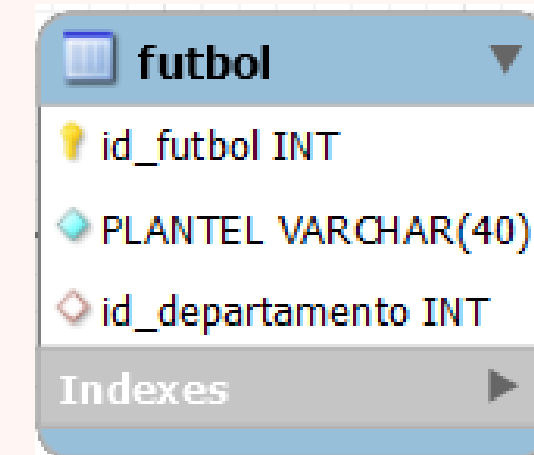 futbol
id_futbol INT
PLANTEL VARCHAR(40)
id_departamento INT
Indexes